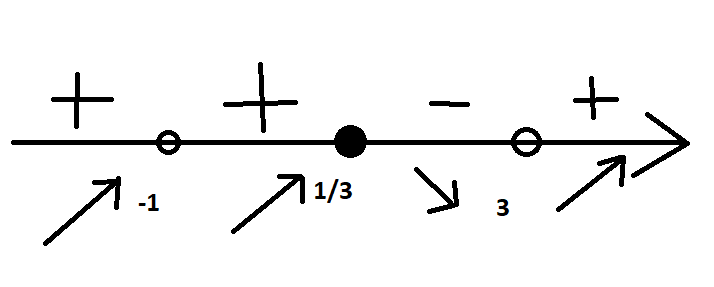 + + − +
-1 1/3 3